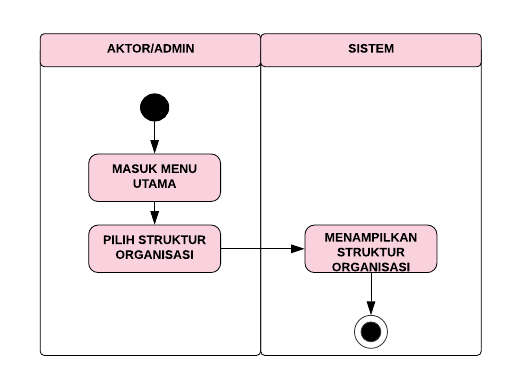 AKTOR/ADMIN
SISTEM
MASUK MENU
UTAMA
PILIH STRUKTUR
ORGANISASI
MENAMPILKAN
STRUKTUR
ORGANISASI